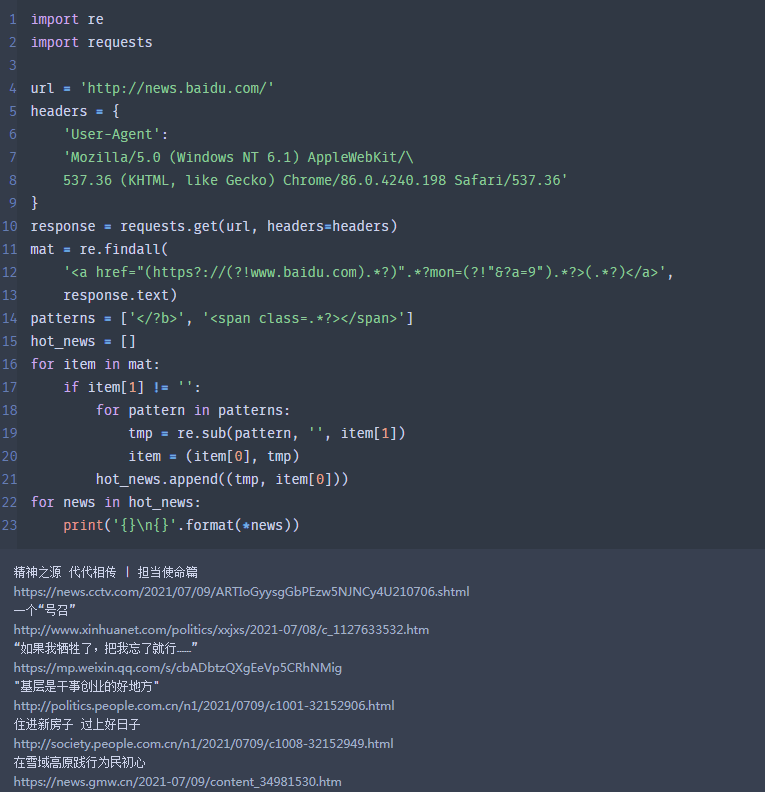 1 import re
2 import requests
3
4 url = 'http://news.baidu.com/'
5 headers = {
6     'User-Agent':
7     'Mozilla/5.0 (Windows NT 6.1) AppleWebKit/\
8     537.36 (KHTML, like Gecko) Chrome/86.0.4240.198 Safari/537.36'
9 }
10 response = requests.get(url, headers=headers)
11 mat = re.findall(
12     '<a href="(https?://(?!www.baidu.com).*?)".*?mon=(?!"&?a=9").*?>(.*?)</a>',
13     response.text)
14 patterns = ['</?b>', '<span class=.*?></span>']
15 hot_news = []
16 for item in mat:
17     if item[1] != '':
18         for pattern in patterns:
19             tmp = re.sub(pattern, '', item[1])
20             item = (item[0], tmp)
21         hot_news.append((tmp, item[0]))
22 for news in hot_news:
23     print('{}\n{}'.format(*news))
精神之源 代代相传 | 担当使命篇
https://news.cctv.com/2021/07/09/ARTIoGyysgGbPEzw5NJNCy4U210706.shtml
一个“号召”
http://www.xinhuanet.com/politics/xxjxs/2021-07/08/c_1127633532.htm
“如果我牺牲了，把我忘了就行……”
https://mp.weixin.qq.com/s/cbADbtzQXgEeVp5CRhNMig
"基层是干事创业的好地方"
http://politics.people.com.cn/n1/2021/0709/c1001-32152906.html
住进新房子 过上好日子
http://society.people.com.cn/n1/2021/0709/c1008-32152949.html
在雪域高原践行为民初心
https://news.gmw.cn/2021-07/09/content_34981530.htm